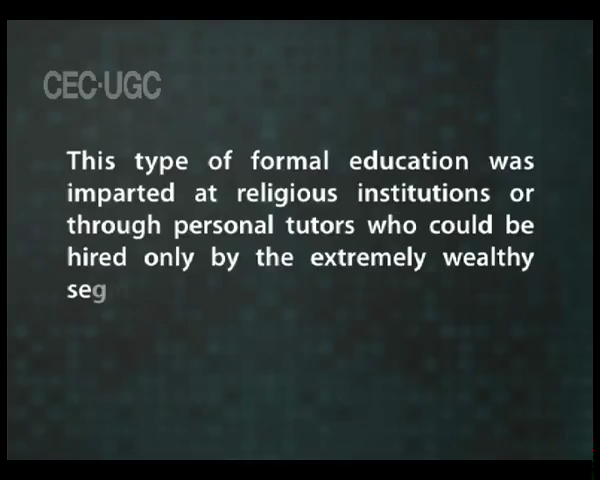 CEC-UGC
This type of formal education was
imparted at religious institutions or
through personal tutors who could be
hired only by the extremely wealthy
seg